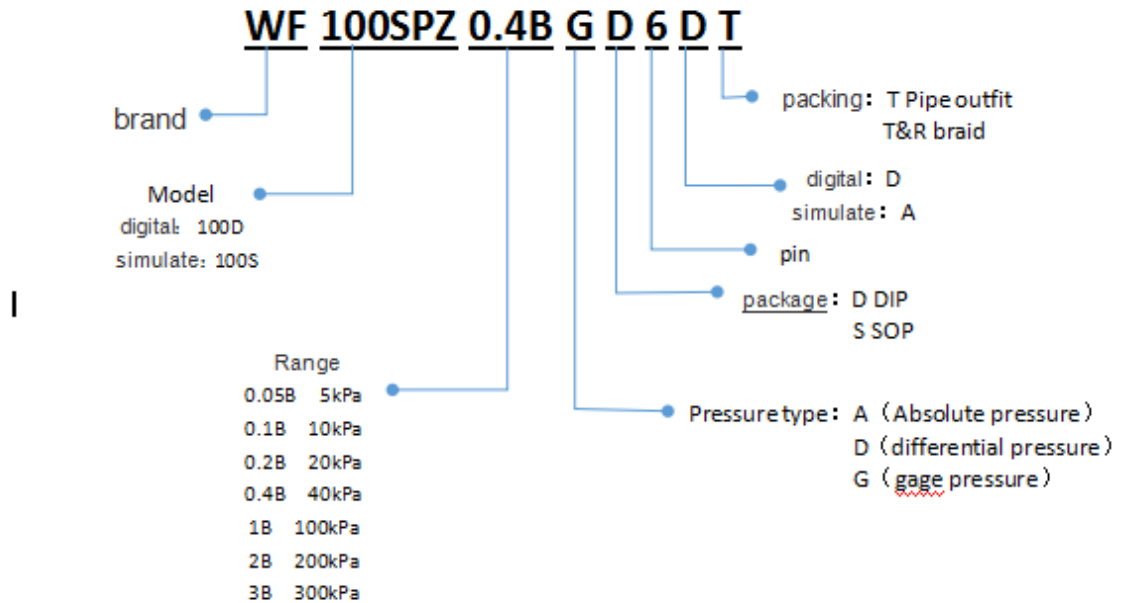 WF 100SPZ 0.4B G D 6 D T
packing： T Pipe outfit
T&R braid
brand
digital： D
simulate： A
Model
digital： 100D
simulate：100S
pin
package： D DIP
S SOP
Range
0.05B 5kPa
0.1B 10kPa
0.2B 20kPa
0.4B 40kPa
1B 100kPa
2B 200kPa
3B 300kPa
Pressure type： A（Absolute pressure）
D（differential pressure）
G（gage pressure）